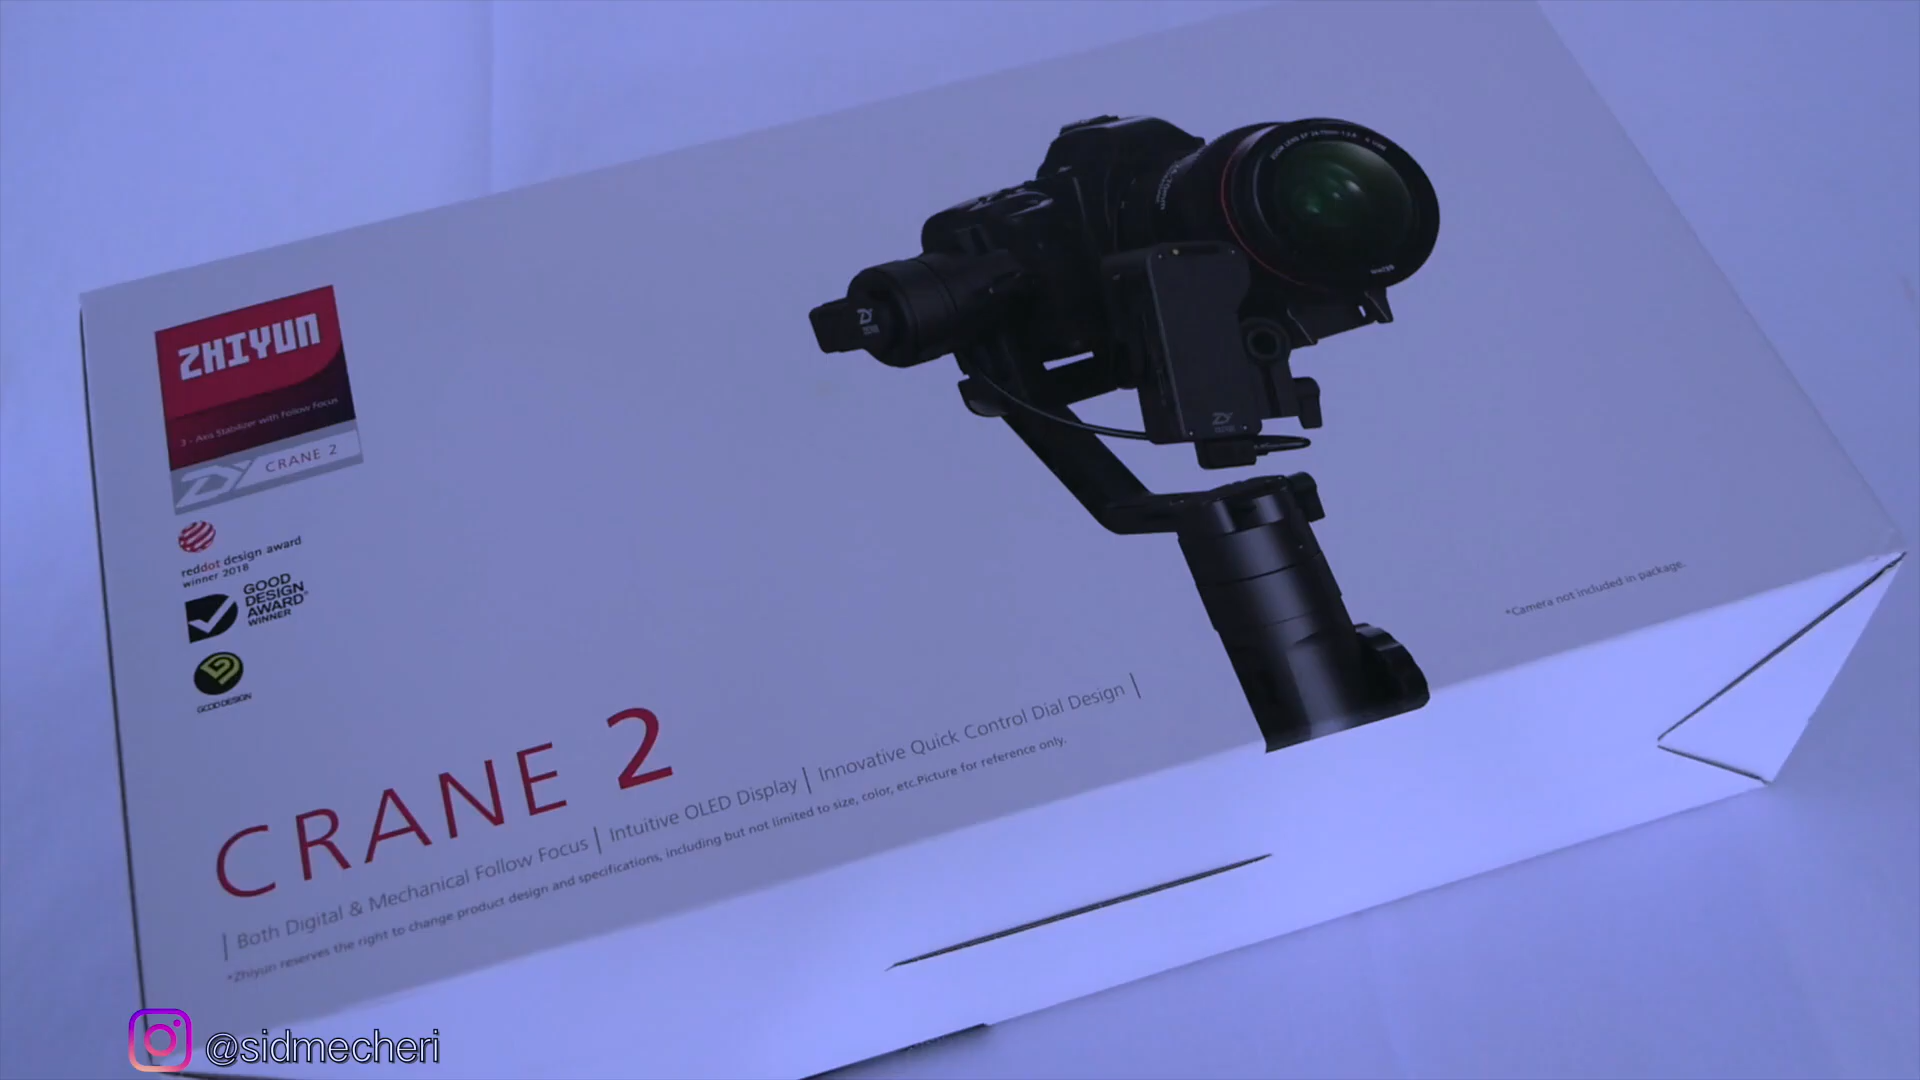 ZHIYUN
3 - Axis Stabilizer with Follow Focus
CRANE 2
reddot design award
winner 2018
GOOD
DESIGN
AWARD®
WINNER
GOOD DESIGN
CRANE 2
| Both Digital & Mechanical Follow Focus | Intuitive OLED Display | Innovative Quick Control Dial Design |
*Zhiyun reserves the right to change product design and specifications, including but not limited to size, color, etc.Picture for reference only.
*Camera not included in package.
@sidmecheri